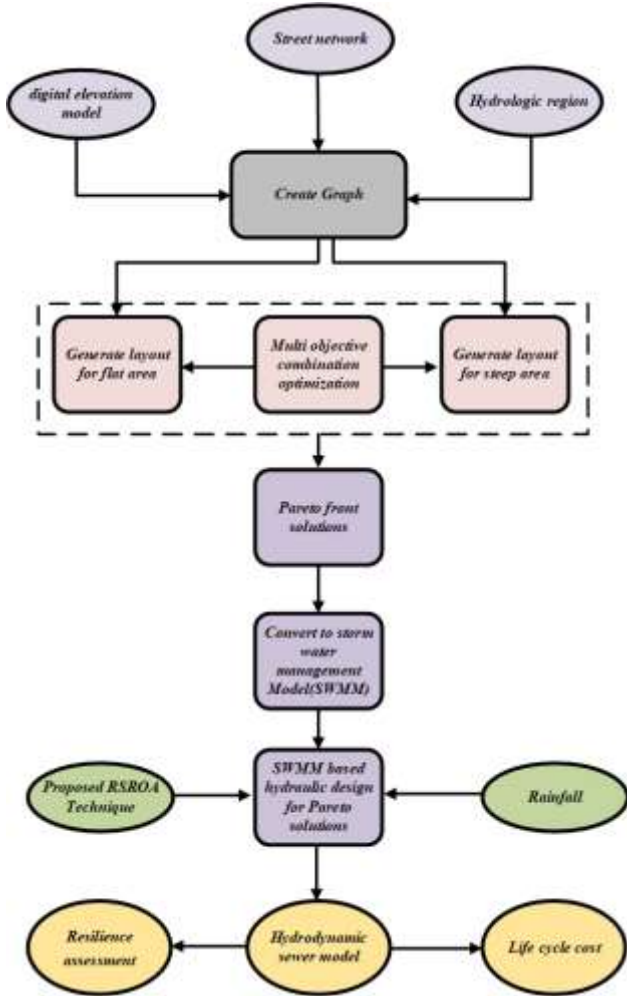 Street network
digital elevation
model
Hydrologic region
Create Graph
Generate layout
for flat area
Multi objective
combination
optimization
Generate layout
for steep area
Pareto front
solutions
Convert to storm
water
management
Model(SWMM)
Proposed RSROA
Technique
SWMM based
hydraulic design
for Pareto
solutions
Rainfall
Resilience
assessment
Hydrodynamic
sewer model
Life cycle cost